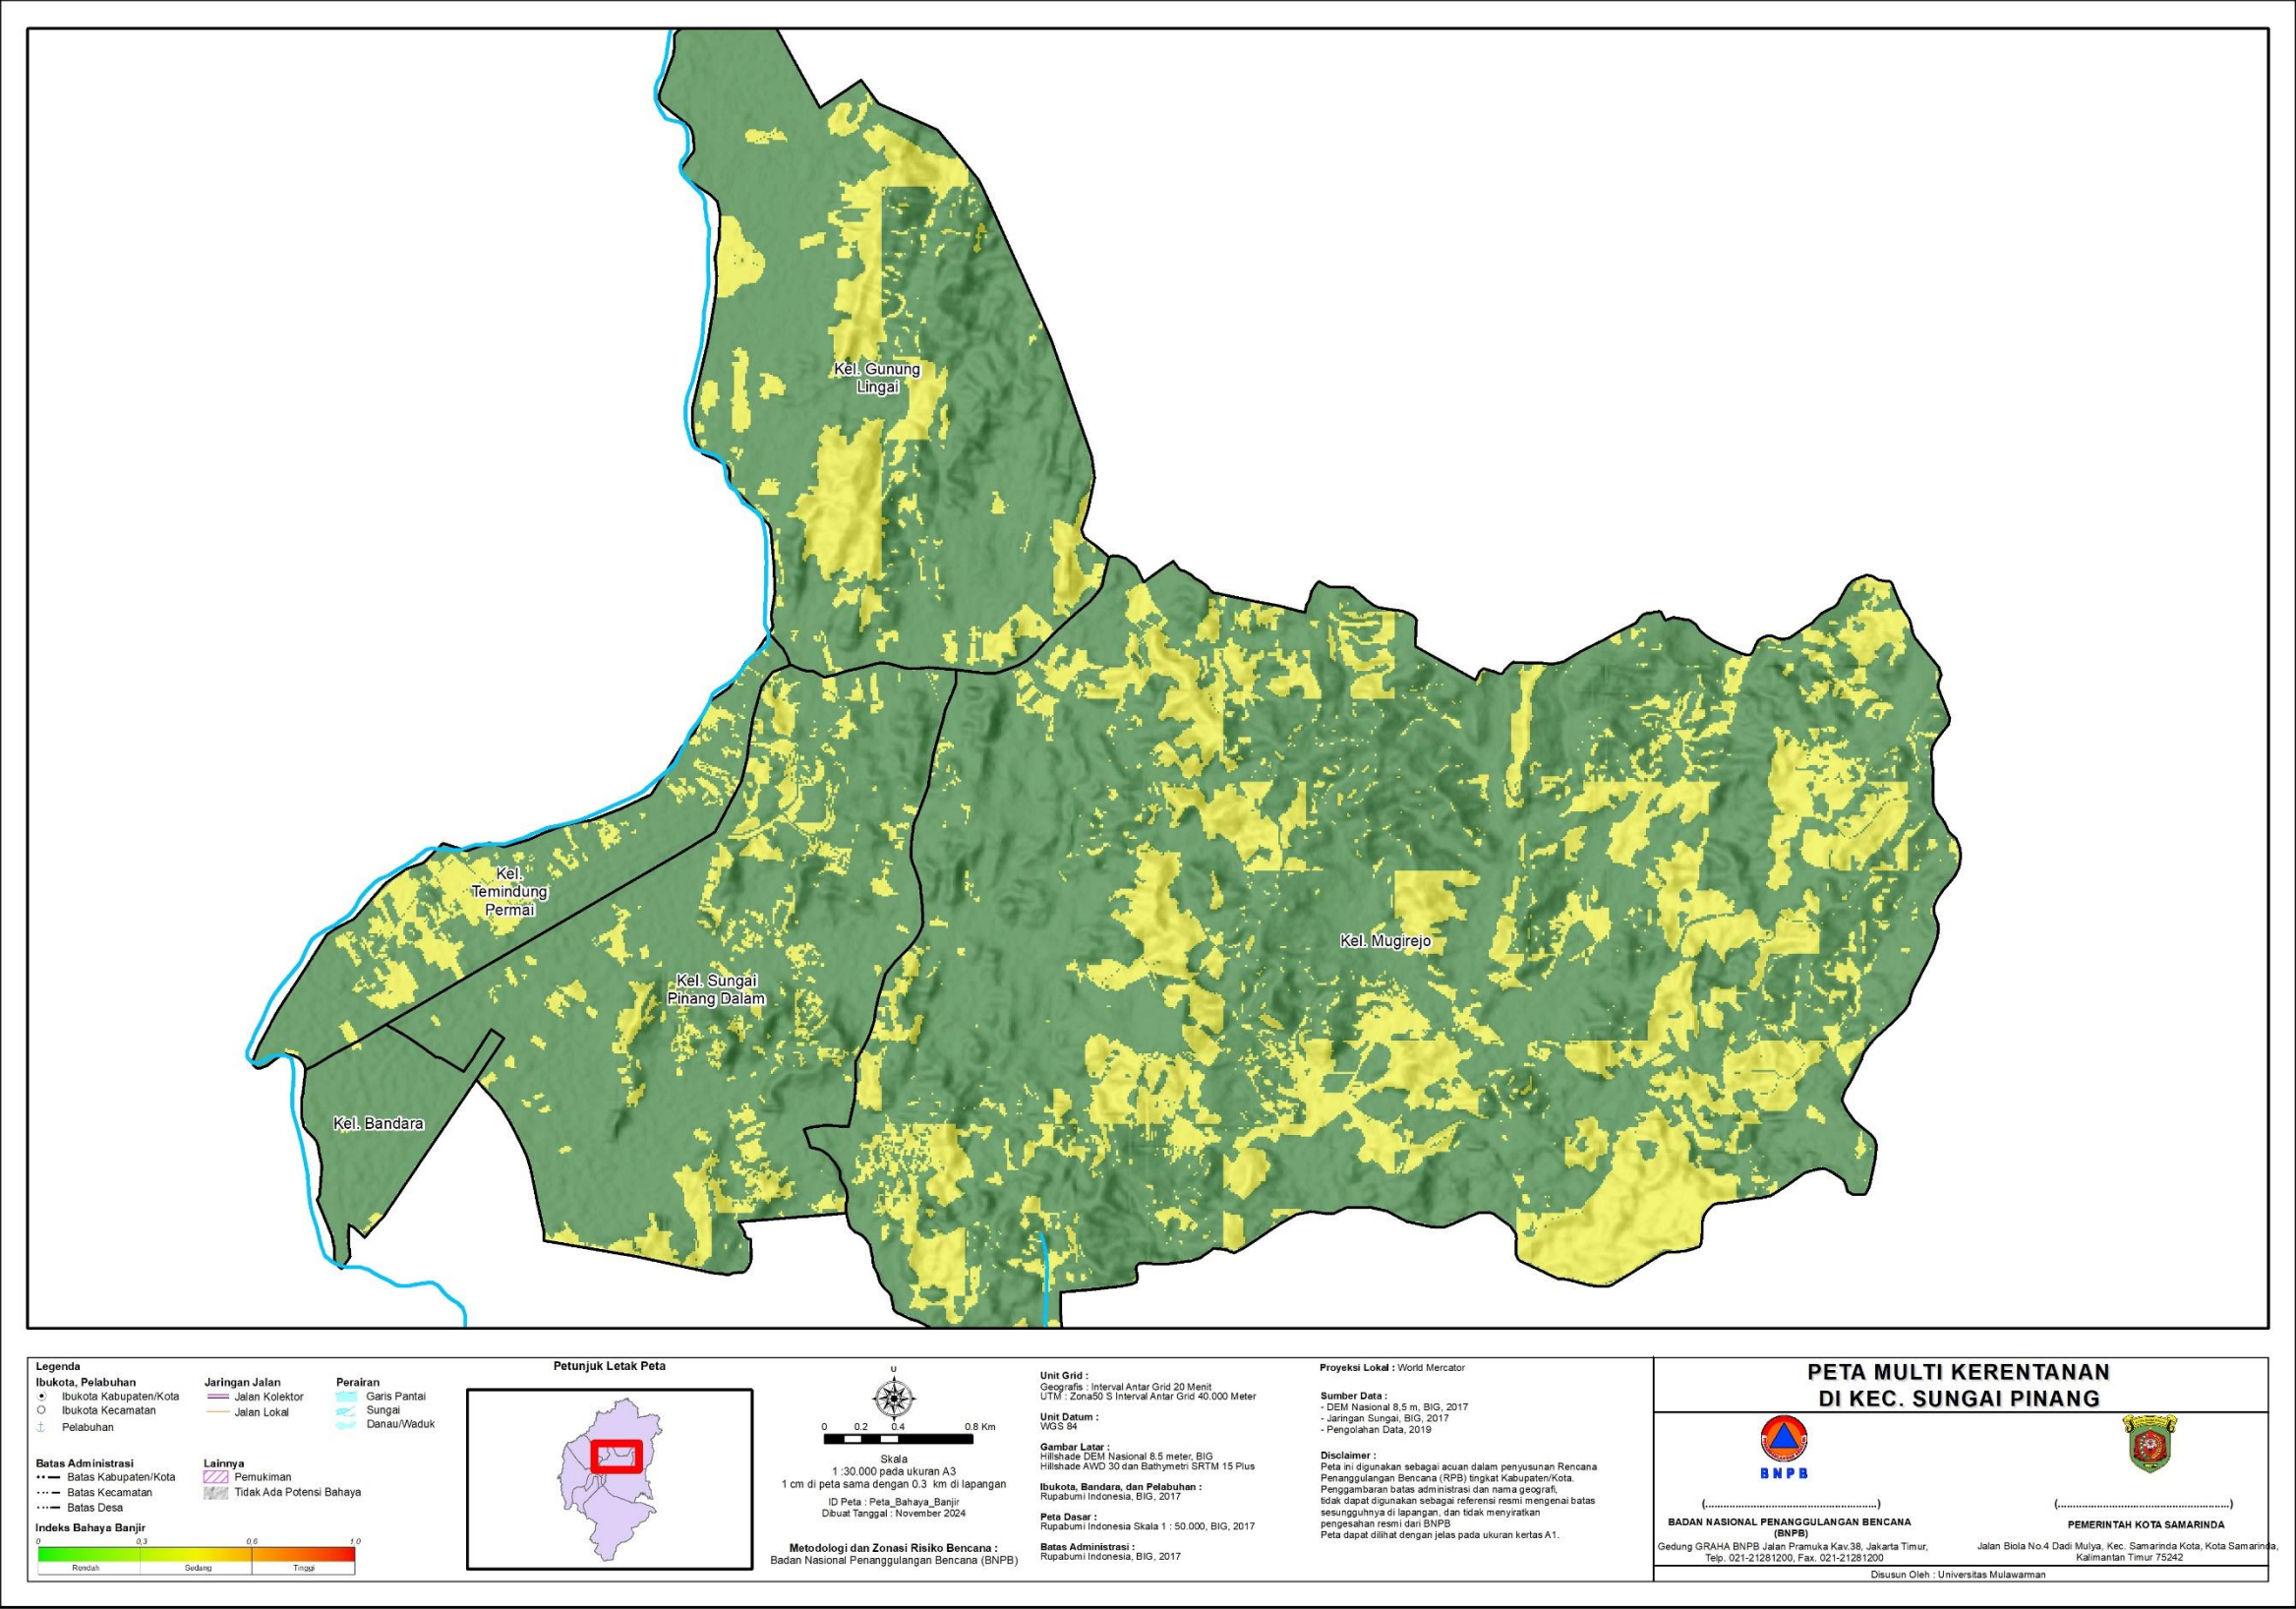 Kel. Gunung
Lingai
Kel.
Temindung
Permai
Kel. Sungai
Pinang Dalam
Kel. Mugirejo
Kel. Bandara
Legenda
Ibukota, Pelabuhan
Ibukota Kabupaten/Kota
Ibukota Kecamatan
Pelabuhan
Jaringan Jalan
Jalan Kolektor
Jalan Lokal
Perairan
Garis Pantai
Sungai
Danau/Waduk
Batas Administrasi
Batas Kabupaten/Kota
Batas Kecamatan
Batas Desa
Lainnya
Pemukiman
Tidak Ada Potensi Bahaya
Indeks Bahaya Banjir
0 0,3 0,6 1,0
Rendah Sedang Tinggi
Petunjuk Letak Peta
U
0 0.2 0.4 0.8 Km
Skala
1 :30.000 pada ukuran A3
1 cm di peta sama dengan 0.3 km di lapangan
ID Peta : Peta_Bahaya_Banjir
Dibuat Tanggal : November 2024
Metodologi dan Zonasi Risiko Bencana :
Badan Nasional Penanggulangan Bencana (BNPB)
Unit Grid :
Geografis : Interval Antar Grid 20 Menit
UTM : Zona50 S Interval Antar Grid 40.000 Meter
Unit Datum :
WGS 84
Gambar Latar :
Hillshade DEM Nasional 8.5 meter, BIG
Hillshade AWD 30 dan Bathymetri SRTM 15 Plus
Ibukota, Bandara, dan Pelabuhan :
Rupabumi Indonesia, BIG, 2017
Peta Dasar :
Rupabumi Indonesia Skala 1 : 50.000, BIG, 2017
Batas Administrasi :
Rupabumi Indonesia, BIG, 2017
Proyeksi Lokal : World Mercator
Sumber Data :
- DEM Nasional 8,5 m, BIG, 2017
- Jaringan Sungai, BIG, 2017
- Pengolahan Data, 2019
Disclaimer :
Peta ini digunakan sebagai acuan dalam penyusunan Rencana
Penanggulangan Bencana (RPB) tingkat Kabupaten/Kota.
Penggambaran batas administrasi dan nama geografi,
tidak dapat digunakan sebagai referensi resmi mengenai batas
sesungguhnya di lapangan, dan tidak menyiratkan
pengesahan resmi dari BNPB
Peta dapat dilihat dengan jelas pada ukuran kertas A1.
PETA MULTI KERENTANAN
DI KEC. SUNGAI PINANG
BNPB
(......................................................)
BADAN NASIONAL PENANGGULANGAN BENCANA
(BNPB)
Gedung GRAHA BNPB Jalan Pramuka Kav.38, Jakarta Timur,
Telp. 021-21281200, Fax. 021-21281200
(......................................................)
PEMERINTAH KOTA SAMARINDA
Jalan Biola No.4 Dadi Mulya, Kec. Samarinda Kota, Kota Samarinda,
Kalimantan Timur 75242
Disusun Oleh : Universitas Mulawarman